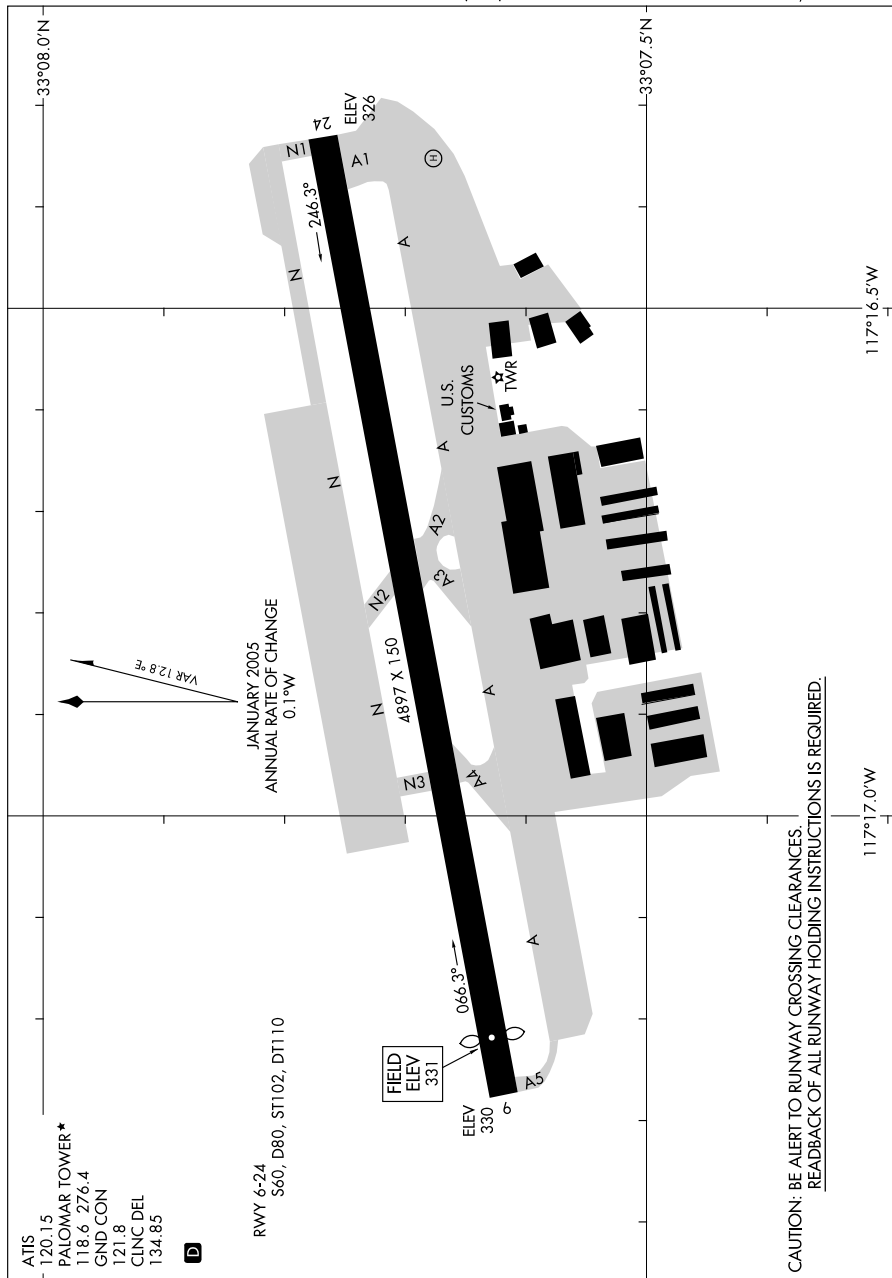 33°08.0'N
33°07.5'N
117°16.5'W
117°17.0'W
ATIS
120.15
PALOMAR TOWER★
118.6 276.4
GND CON
121.8
CLNC DEL
134.85
D
RWY 6-24
S60, D80, ST102, DT110
VAR 12.8°E
JANUARY 2005
ANNUAL RATE OF CHANGE
0.1°W
FIELD
ELEV
331
ELEV
330
6
A5
066.3°
4897 X 150
246.3°
24
ELEV
326
N1
A1
H
N
N
N
N2
N3
A
A
A
A
A2
A3
A4
U.S.
CUSTOMS
TWR
CAUTION: BE ALERT TO RUNWAY CROSSING CLEARANCES.
READBACK OF ALL RUNWAY HOLDING INSTRUCTIONS IS REQUIRED.